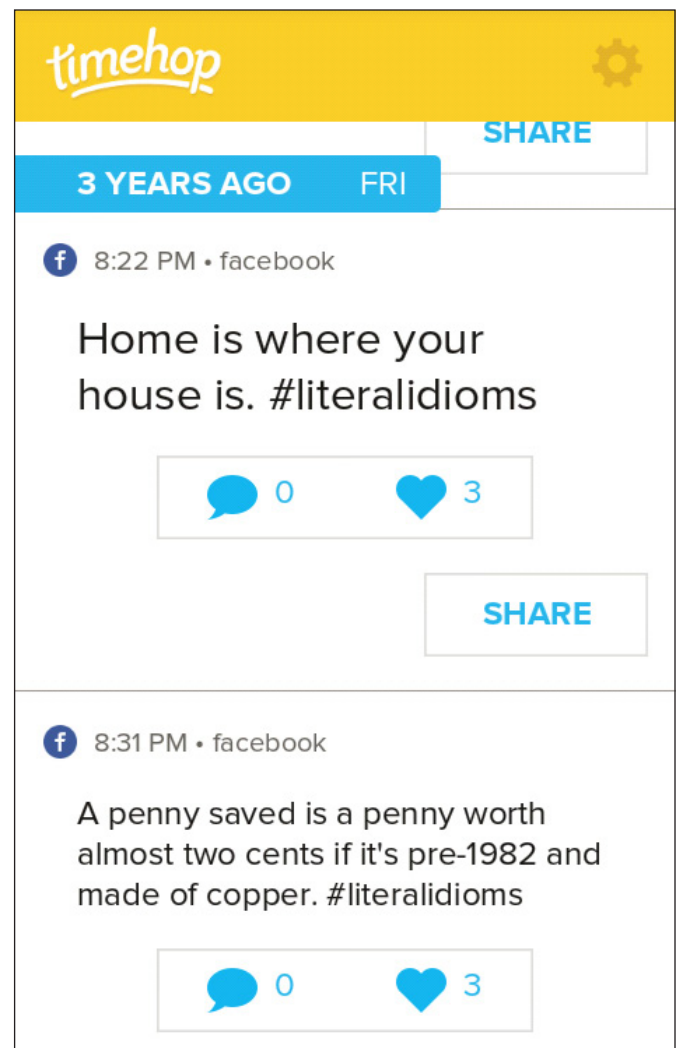 timehop
SHARE
3 YEARS AGO FRI
f 8:22 PM • facebook
Home is where your
house is. #literalidioms
0 3
SHARE
f 8:31 PM • facebook
A penny saved is a penny worth
almost two cents if it's pre-1982 and
made of copper. #literalidioms
0 3